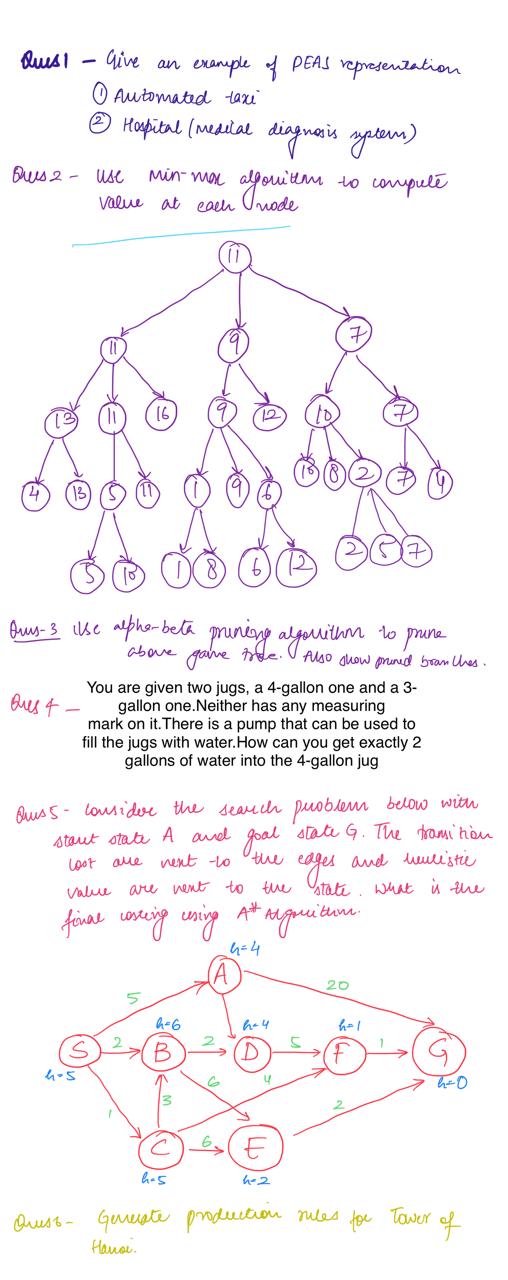 Ques1 - Give an example of PEAS representation
① Automated taxi
② Hospital (medical diagnosis system)
Ques2 - Use Min-max algorithm to compute
value at each node
11
11 9 7
13 11 16 9 12 10 7
4 13 5 11 1 9 6 10 8 2 7 4
5 10 1 8 6 12 2 5 7
Ques-3 Use alpha-beta pruning algorithm to prune
above game tree. Also show pruned branches.
Ques 4 -
You are given two jugs, a 4-gallon one and a 3-
gallon one.Neither has any measuring
mark on it.There is a pump that can be used to
fill the jugs with water.How can you get exactly 2
gallons of water into the 4-gallon jug
Ques5- Consider the search problem below with
start state A and goal state G. The transition
cost are next to the edges and heuristic
value are next to the state. What is the
final costing using A* Algorithm.
h=4
A
5 20
h=6 h=4 h=1
S 2 B 2 D 5 F 1 G
h=5 h=0
1 3 6 4 2
C 6 E
h=5 h=2
Ques6- Generate production rules for Tower of
Hanoi.